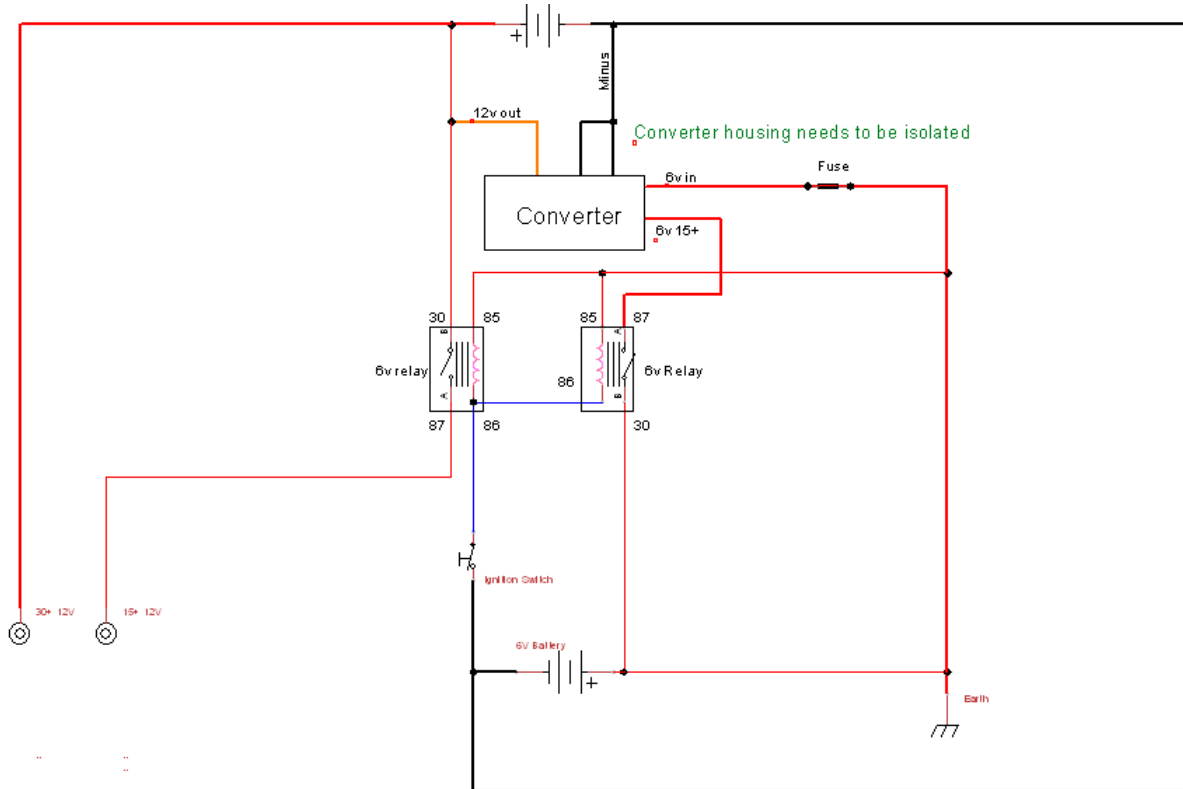 +
Minus
12v out
Converter housing needs to be isolated
Fuse
6v in
Converter
6v 15+
30
85
85
87
B
A
6v relay
86
6v Relay
A
B
87
86
30
Ignition Switch
30+ 12V
15+ 12V
6V Battery
+
Earth